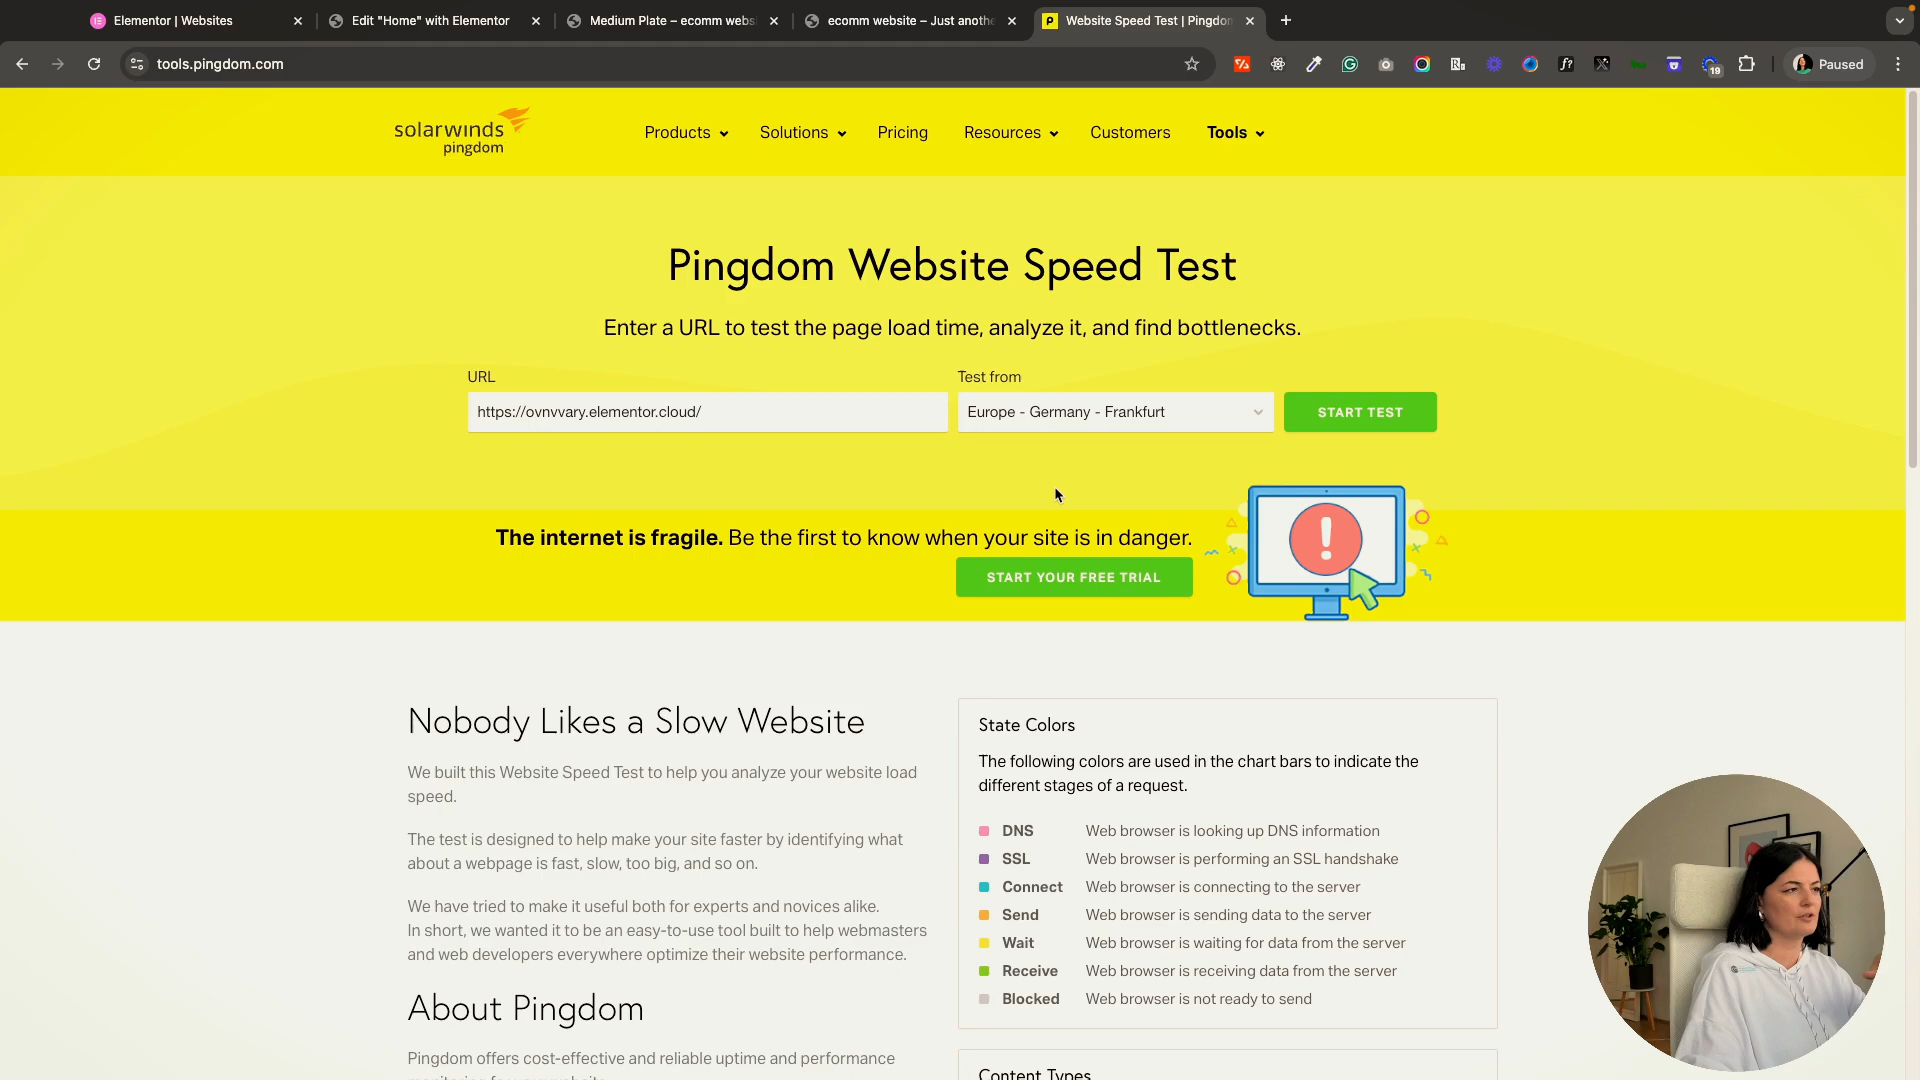 Elementor | Websites
Edit "Home" with Elementor
Medium Plate – ecomm webs
ecomm website – Just anothe
Website Speed Test | Pingdom
tools.pingdom.com
19
Paused
solarwinds
pingdom
Products
Solutions
Pricing
Resources
Customers
Tools
Pingdom Website Speed Test
Enter a URL to test the page load time, analyze it, and find bottlenecks.
URL
Test from
https://ovnvvary.elementor.cloud/
Europe - Germany - Frankfurt
START TEST
The internet is fragile. Be the first to know when your site is in danger.
START YOUR FREE TRIAL
Nobody Likes a Slow Website
We built this Website Speed Test to help you analyze your website load
speed.
The test is designed to help make your site faster by identifying what
about a webpage is fast, slow, too big, and so on.
We have tried to make it useful both for experts and novices alike.
In short, we wanted it to be an easy-to-use tool built to help webmasters
and web developers everywhere optimize their website performance.
About Pingdom
Pingdom offers cost-effective and reliable uptime and performance
State Colors
The following colors are used in the chart bars to indicate the
different stages of a request.
DNS Web browser is looking up DNS information
SSL Web browser is performing an SSL handshake
Connect Web browser is connecting to the server
Send Web browser is sending data to the server
Wait Web browser is waiting for data from the server
Receive Web browser is receiving data from the server
Blocked Web browser is not ready to send
Content Types